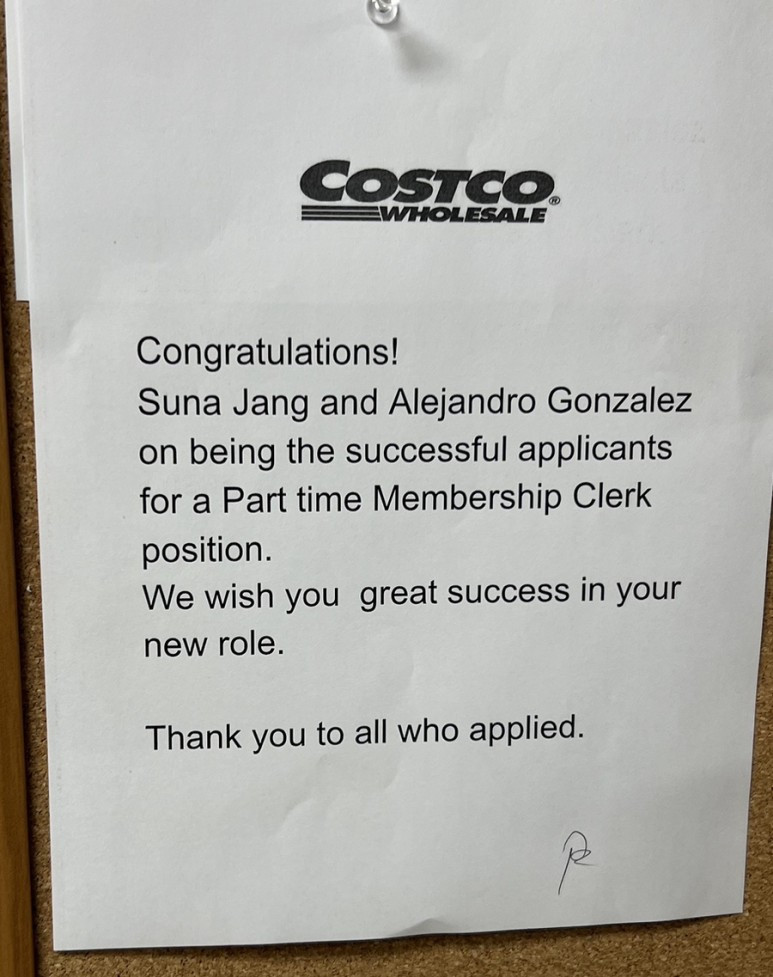 COSTCO®
WHOLESALE
Congratulations!
Suna Jang and Alejandro Gonzalez
on being the successful applicants
for a Part time Membership Clerk
position.
We wish you  great success in your
new role.
Thank you to all who applied.